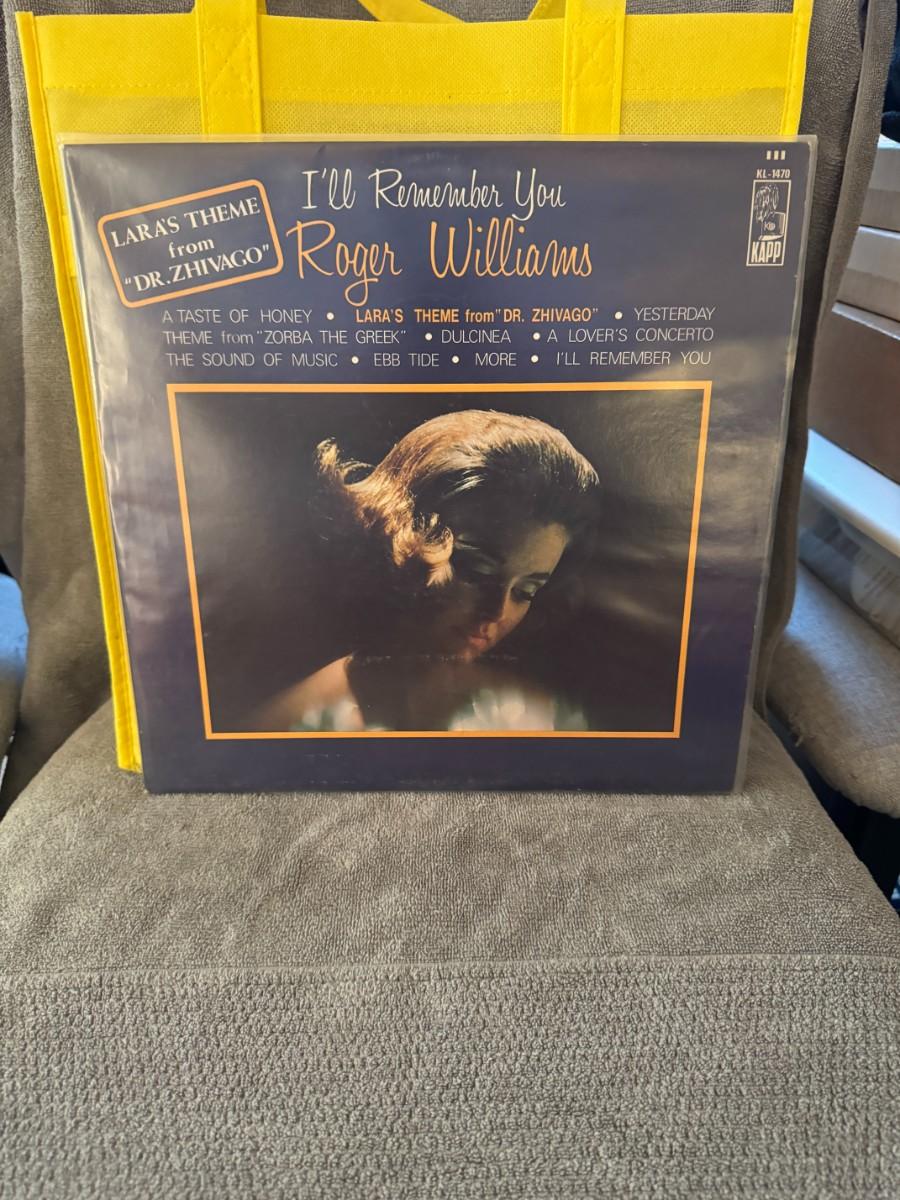 I'll Remember You
Roger Williams
LARA'S THEME
from
"DR. ZHIVAGO"
KL-1470
KAPP
A TASTE OF HONEY • LARA'S THEME from "DR. ZHIVAGO" • YESTERDAY
THEME from "ZORBA THE GREEK" • DULCINEA • A LOVER'S CONCERTO
THE SOUND OF MUSIC • EBB TIDE • MORE • I'LL REMEMBER YOU